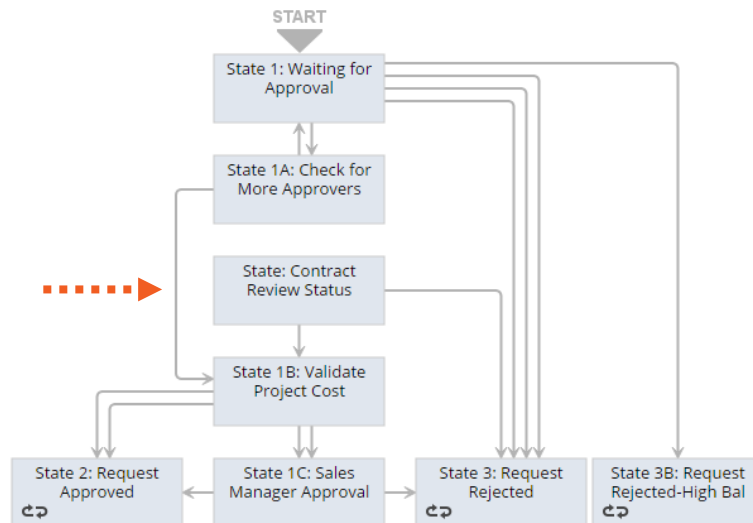 START
State 1: Waiting for
Approval
State 1A: Check for
More Approvers
State: Contract
Review Status
State 1B: Validate
Project Cost
State 2: Request
Approved
State 1C: Sales
Manager Approval
State 3: Request
Rejected
State 3B: Request
Rejected-High Bal